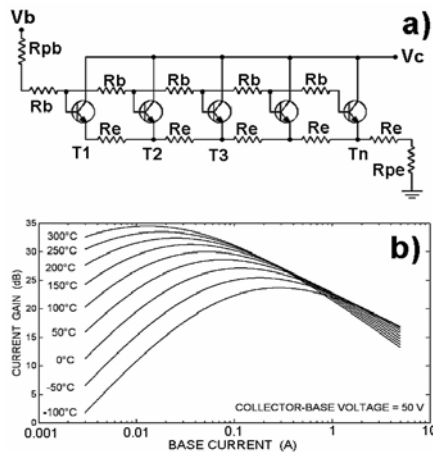 Vb
a)
Rpb
Vc
Rb Rb Rb Rb
Rb
Re Re Re Re Re
T1 T2 T3 Tn
Rpe
b)
35
30
25
20
15
10
5
0
CURRENT GAIN (dB)
300°C
250°C
200°C
150°C
100°C
50°C
0°C
-50°C
-100°C
COLLECTOR-BASE VOLTAGE = 50 V
0.001 0.01 0.1 1 10
BASE CURRENT (A)